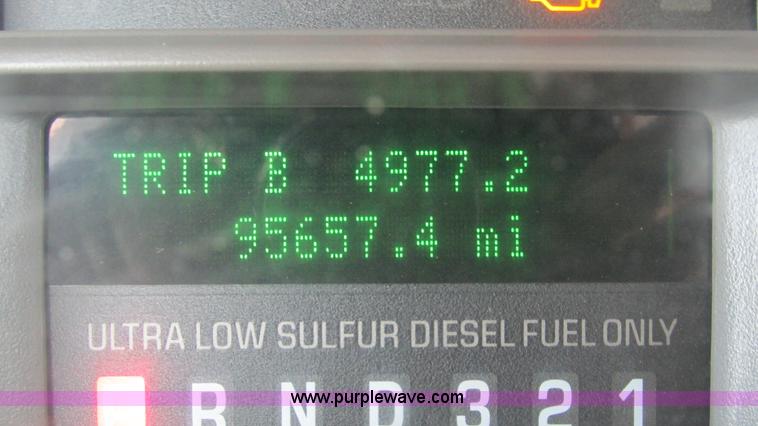 TRIP B 4977.2
95657.4 mi
ULTRA LOW SULFUR DIESEL FUEL ONLY
R N D 3 2 1
www.purplewave.com